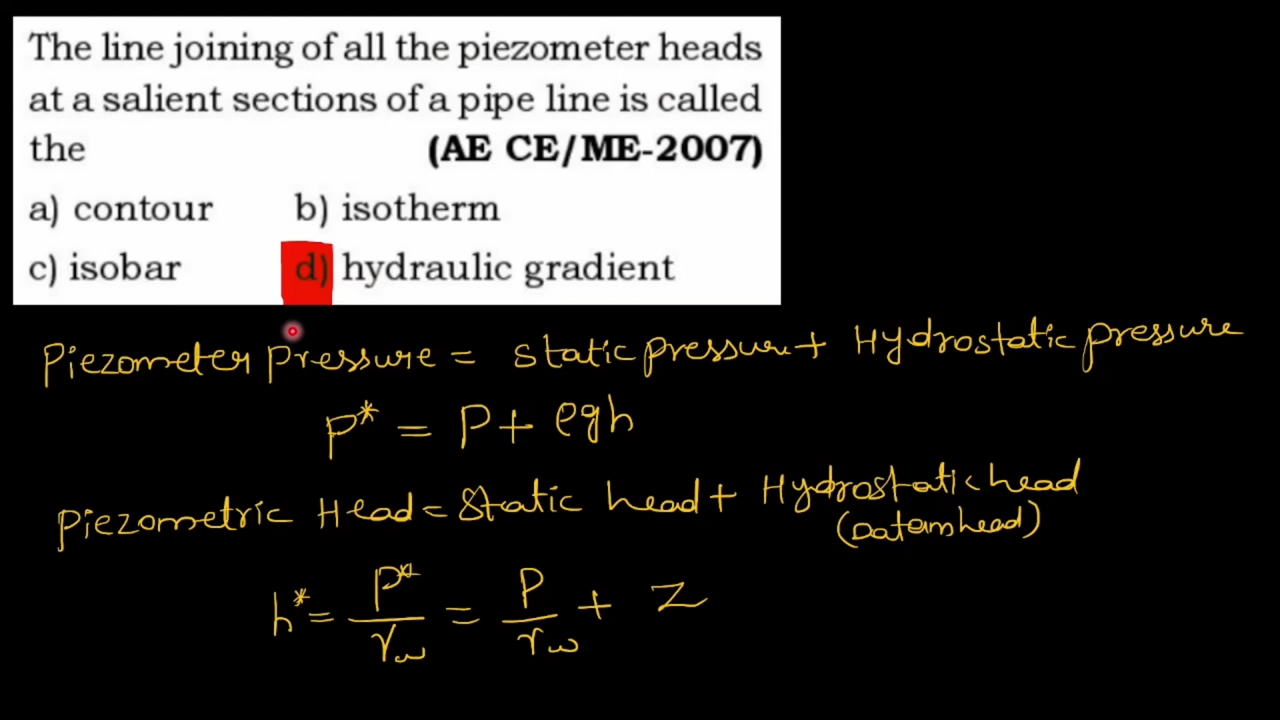 The line joining of all the piezometer heads
at a salient sections of a pipe line is called
the (AE CE/ME-2007)
a) contour b) isotherm
c) isobar d) hydraulic gradient
Piezometer Pressure = Static pressure + Hydrostatic pressure
P* = P + ρgh
Piezometric Head = Static head + Hydrostatic head
(Datum head)
h* = P*/γw = P/γw + Z